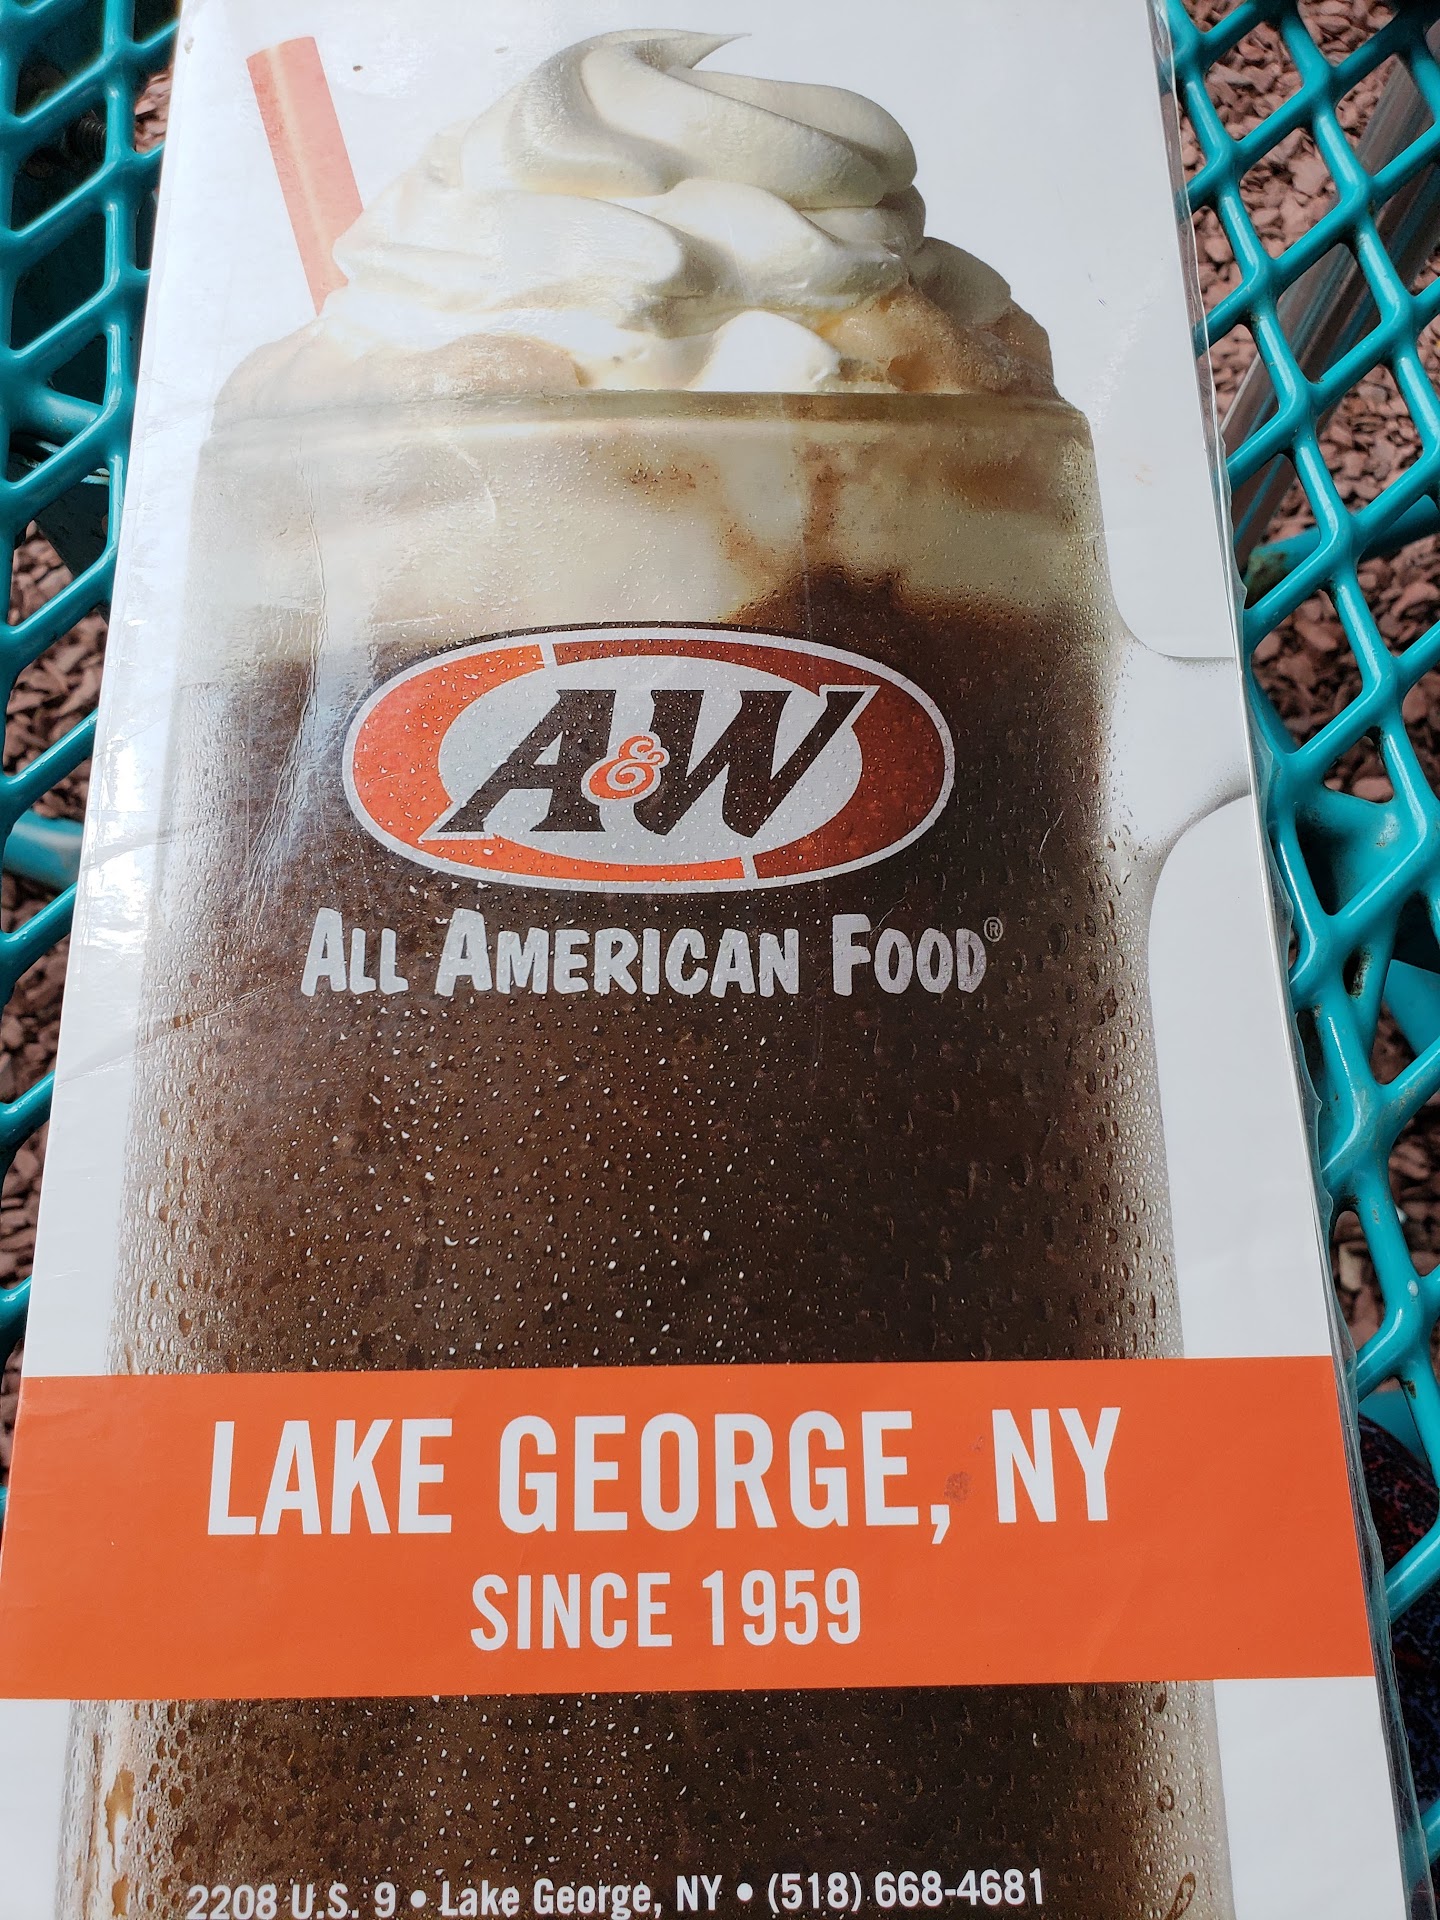 A&W
ALL AMERICAN FOOD®
LAKE GEORGE, NY
SINCE 1959
2208 U.S. 9 • Lake George, NY • (518) 668-4681